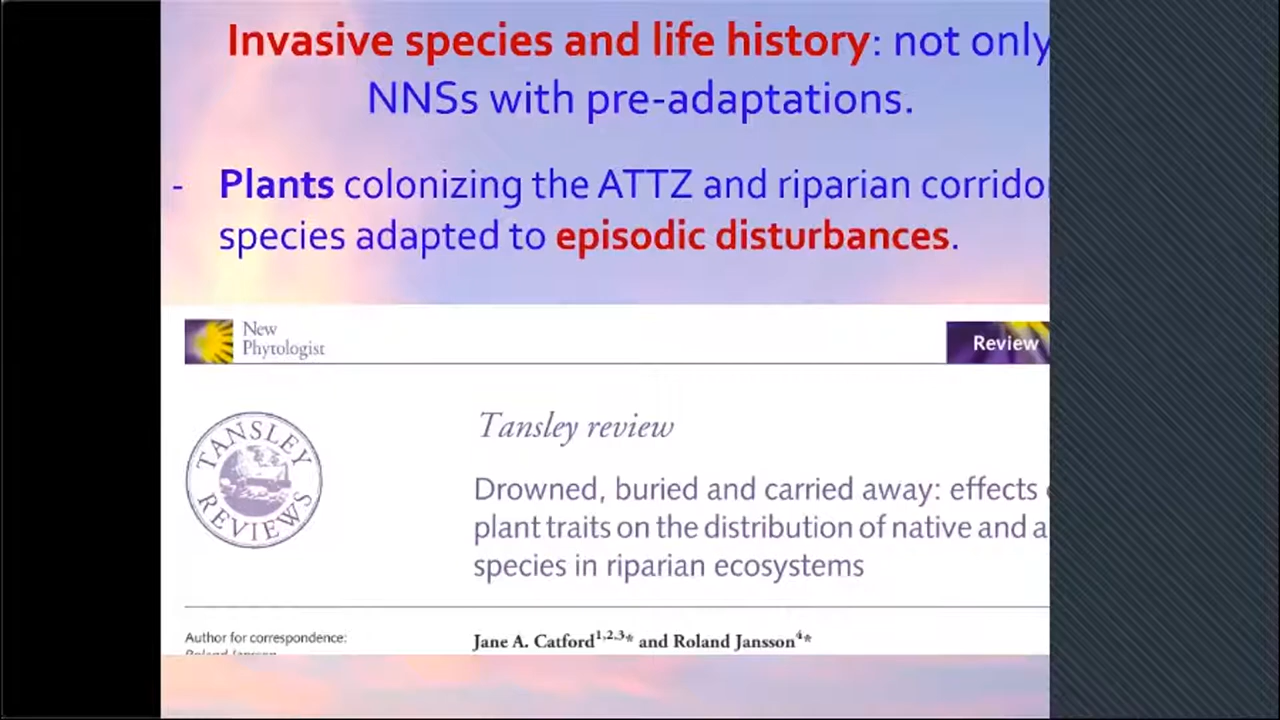 Invasive species and life history: not only
NNSs with pre-adaptations.
- Plants colonizing the ATTZ and riparian
species adapted to episodic disturbances.
New
Phytologist
Review
TANSLEY
REVIEWS
Tansley review
Drowned, buried and carried away: effects
plant traits on the distribution of native and
species in riparian ecosystems
Author for correspondence:
Jane A. Catford1,2,3* and Roland Jansson4*
Roland Jansson